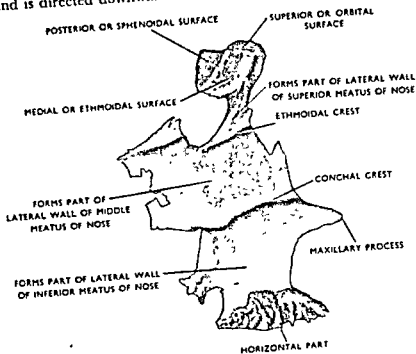 and is directed
POSTERIOR OR SPHENOIDAL SURFACE
SUPERIOR OR ORBITAL
SURFACE
MEDIAL OR ETHMOIDAL SURFACE
FORMS PART OF LATERAL WALL
OF SUPERIOR MEATUS OF NOSE
ETHMOIDAL CREST
CONCHAL CREST
FORMS PART OF
LATERAL WALL OF MIDDLE
MEATUS OF NOSE
MAXILLARY PROCESS
FORMS PART OF LATERAL WALL
OF INFERIOR MEATUS OF NOSE
HORIZONTAL PART